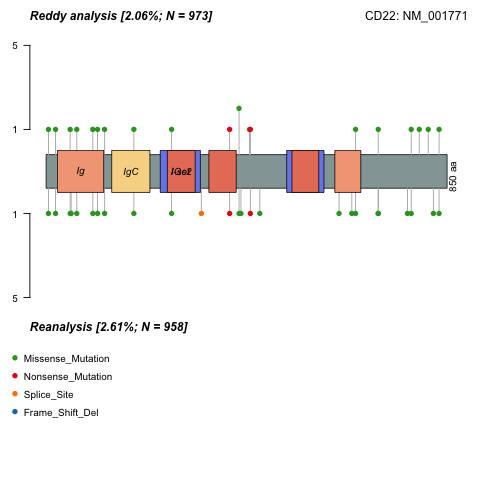 Reddy analysis [2.06%; N = 973]
CD22: NM_001771
5
1
Ig
IgC
850 aa
1
5
Reanalysis [2.61%; N = 958]
Missense_Mutation
Nonsense_Mutation
Splice_Site
Frame_Shift_Del